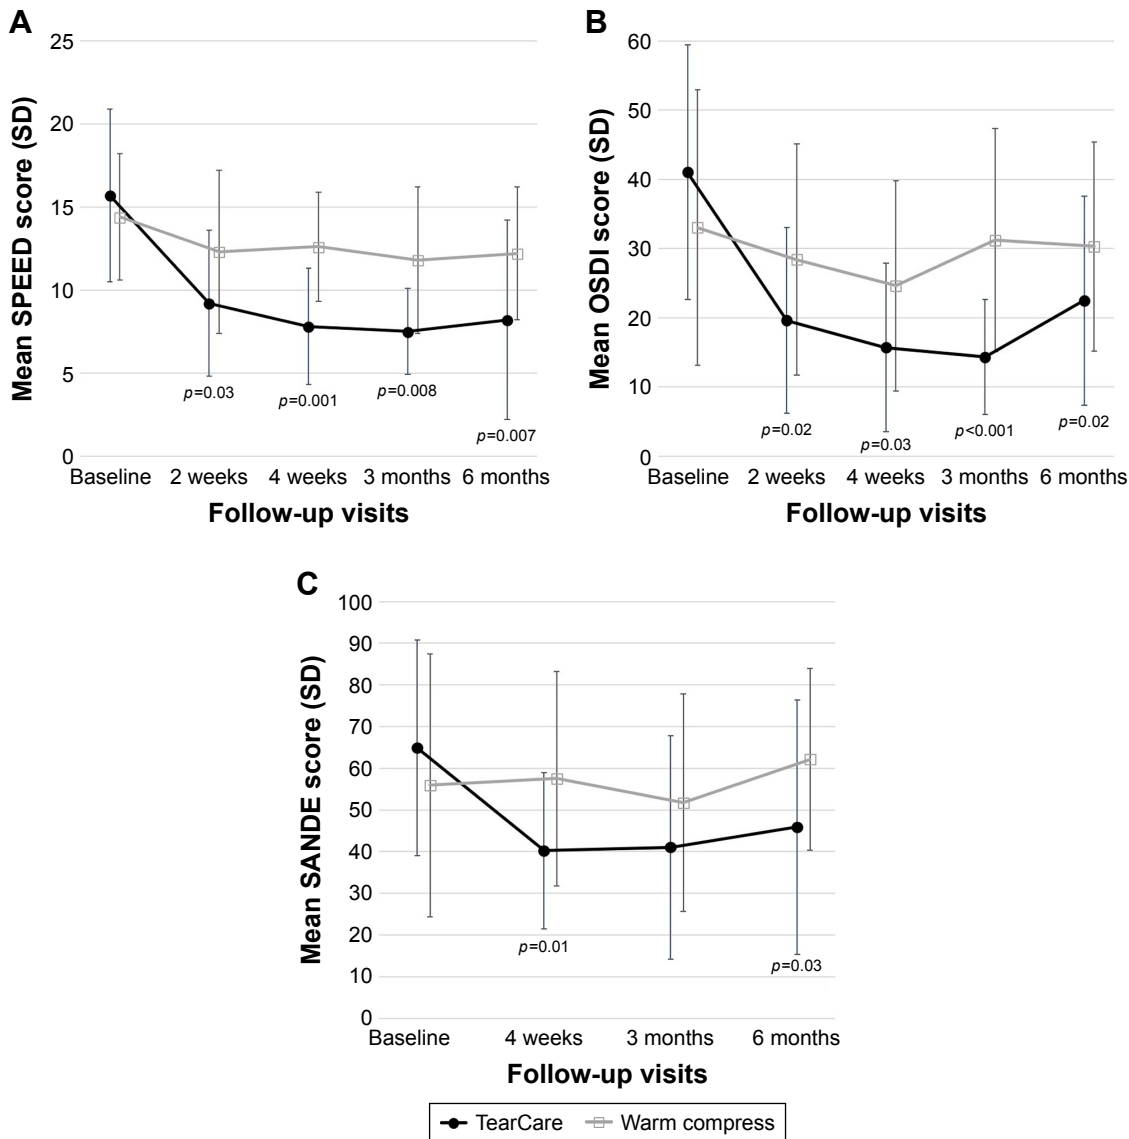 A
Mean SPEED score (SD)
25
20
15
10
5
0
p=0.03
p=0.001
p=0.008
p=0.007
Baseline 2 weeks 4 weeks 3 months 6 months
Follow-up visits
B
Mean OSDI score (SD)
60
50
40
30
20
10
0
p=0.02
p=0.03
p<0.001
p=0.02
Baseline 2 weeks 4 weeks 3 months 6 months
Follow-up visits
C
Mean SANDE score (SD)
100
90
80
70
60
50
40
30
20
10
0
p=0.01
p=0.03
Baseline 4 weeks 3 months 6 months
Follow-up visits
TearCare Warm compress